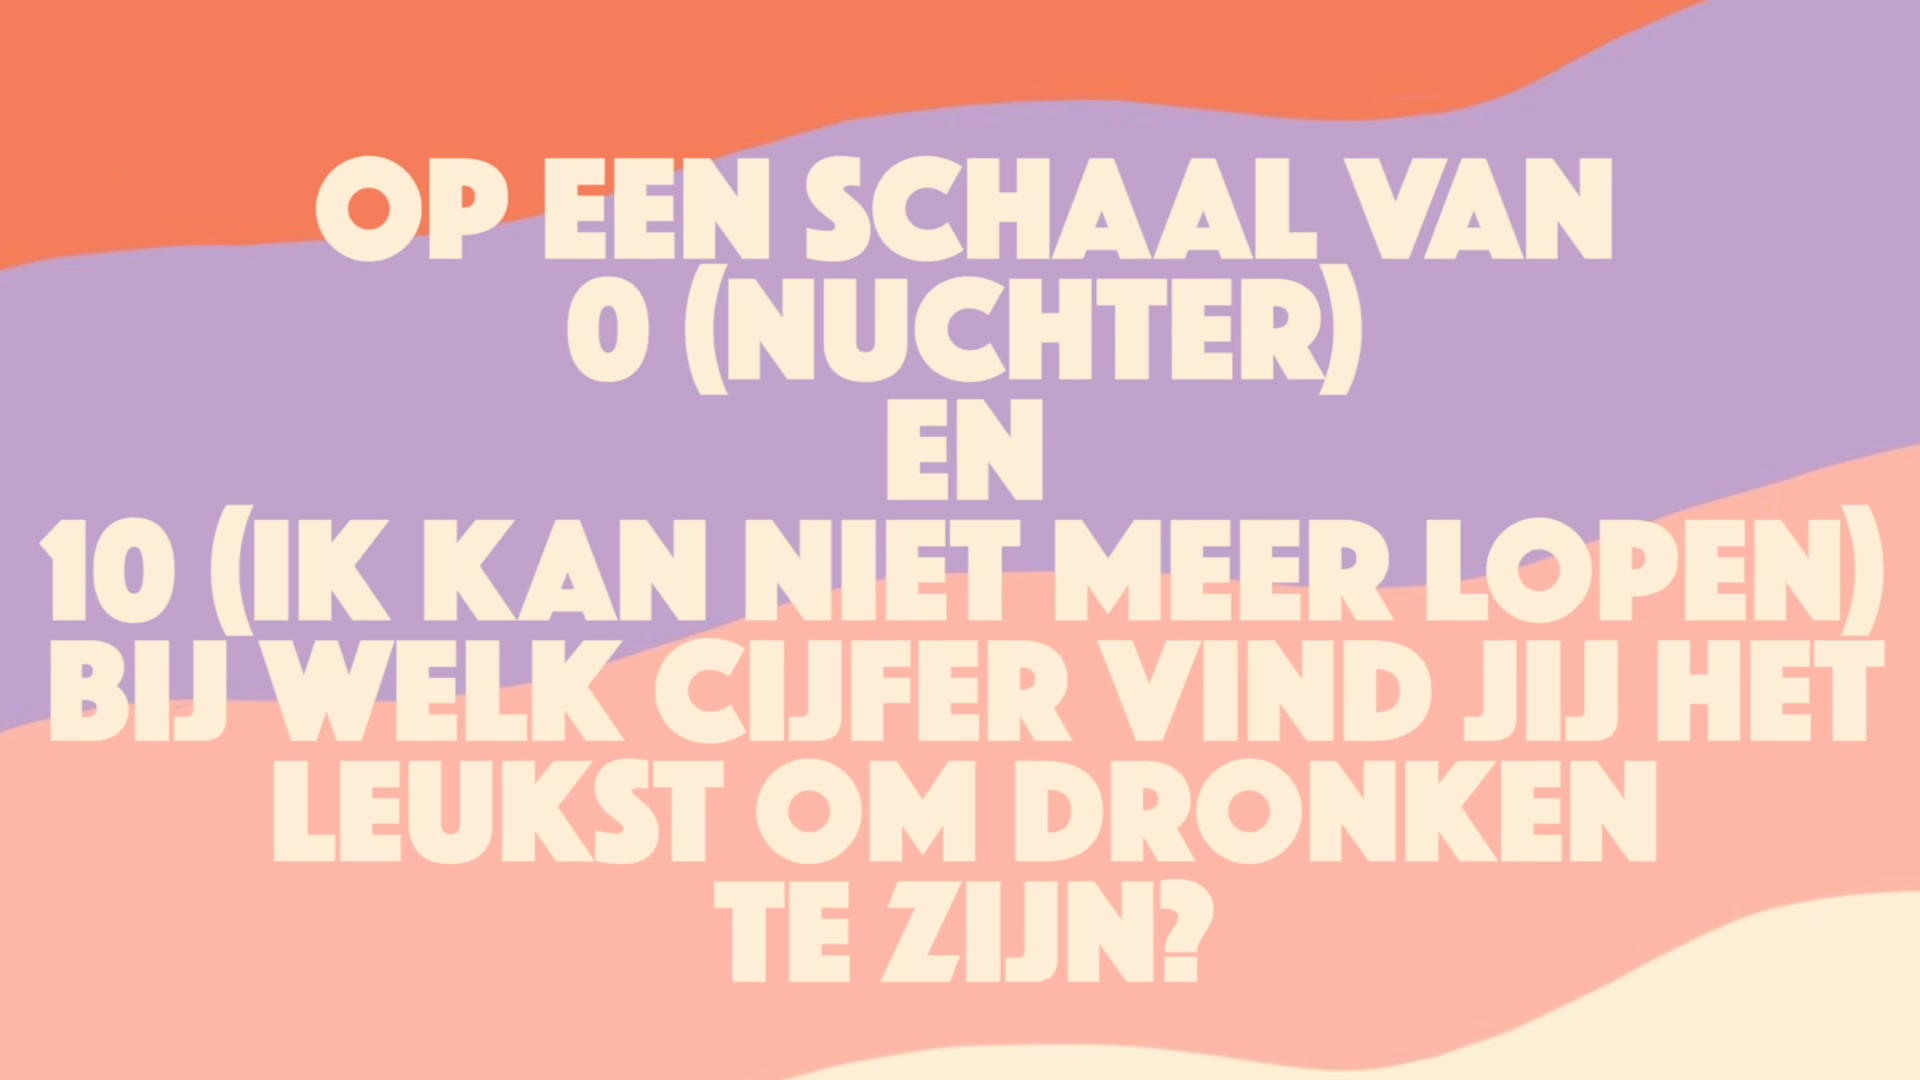 OP EEN SCHAAL VAN
0 (NUCHTER)
EN
10 (IK KAN NIET MEER LOPEN)
BIJ WELK CIJFER VIND JIJ HET
LEUKST OM DRONKEN
TE ZIJN?